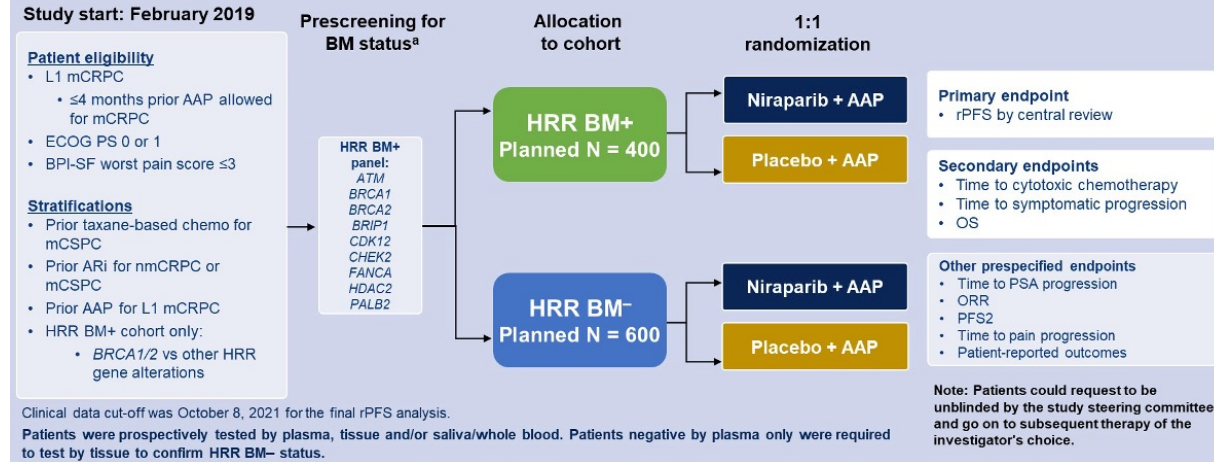 Study start: February 2019
Prescreening for
BM statusᵃ
Allocation
to cohort
1:1
randomization
Patient eligibility
• L1 mCRPC
• ≤4 months prior AAP allowed
for mCRPC
• ECOG PS 0 or 1
• BPI-SF worst pain score ≤3
Stratifications
• Prior taxane-based chemo for
mCSPC
• Prior ARi for nmCRPC or
mCSPC
• Prior AAP for L1 mCRPC
• HRR BM+ cohort only:
• BRCA1/2 vs other HRR
gene alterations
HRR BM+
panel:
ATM
BRCA1
BRCA2
BRIP1
CDK12
CHEK2
FANCA
HDAC2
PALB2
HRR BM+
Planned N = 400
HRR BM–
Planned N = 600
Niraparib + AAP
Placebo + AAP
Niraparib + AAP
Placebo + AAP
Primary endpoint
• rPFS by central review
Secondary endpoints
• Time to cytotoxic chemotherapy
• Time to symptomatic progression
• OS
Other prespecified endpoints
• Time to PSA progression
• ORR
• PFS2
• Time to pain progression
• Patient-reported outcomes
Note: Patients could request to be
unblinded by the study steering committee
and go on to subsequent therapy of the
investigator's choice.
Clinical data cut-off was October 8, 2021 for the final rPFS analysis.
Patients were prospectively tested by plasma, tissue and/or saliva/whole blood. Patients negative by plasma only were required
to test by tissue to confirm HRR BM– status.